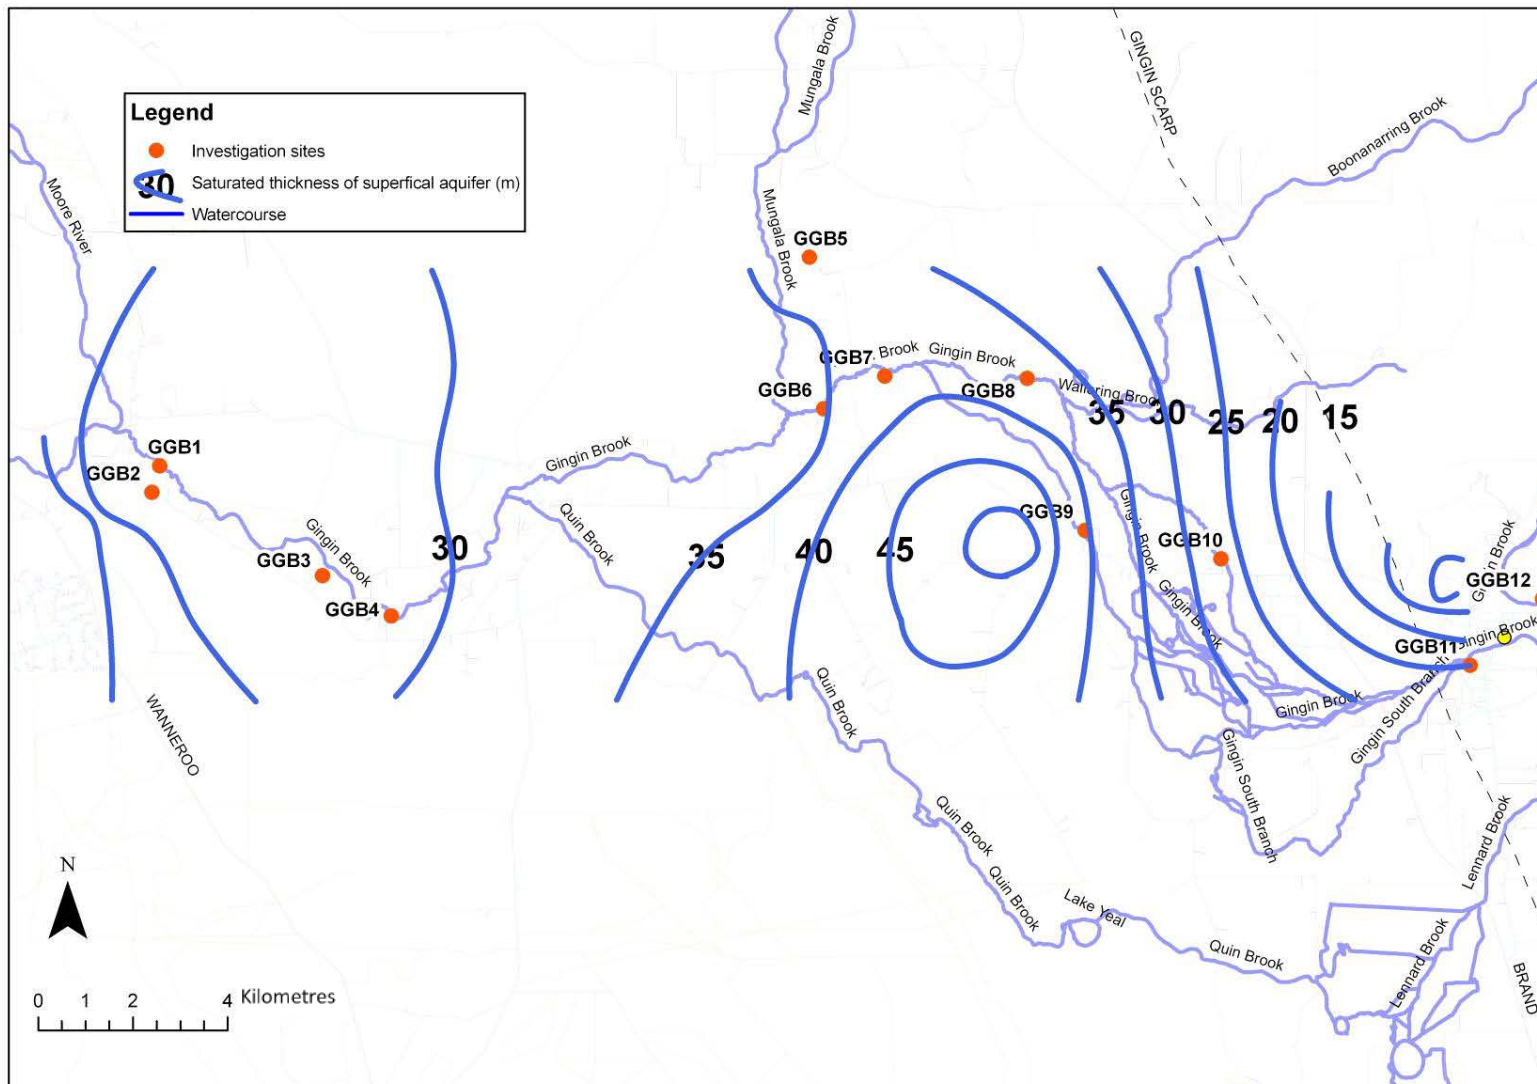 Mungala Brook
GINGIN SCARP
Boonanarring Brook
Legend
Investigation sites
30
Saturated thickness of superfical aquifer (m)
Watercourse
Moore River
Mungala Brook
GGB5
GGB7
Brook
Gingin Brook
GGB6
GGB8
Wallering Brook
35
30
25
20
15
GGB1
GGB2
Gingin Brook
Quin Brook
GGB9
Gingin Brook
GGB10
Gingin Brook
GGB12
Gingin Brook
GGB3
Gingin Brook
30
35
40
45
GGB4
Gingin Brook
GGB11
Gingin Brook
Gingin South Branch
Quin Brook
WANNEROO
Gingin South Branch
Quin Brook
Quin Brook
Lake Yeal
Quin Brook
Lennard Brook
Lennard Brook
BRAND
N
0 1 2 4 Kilometres